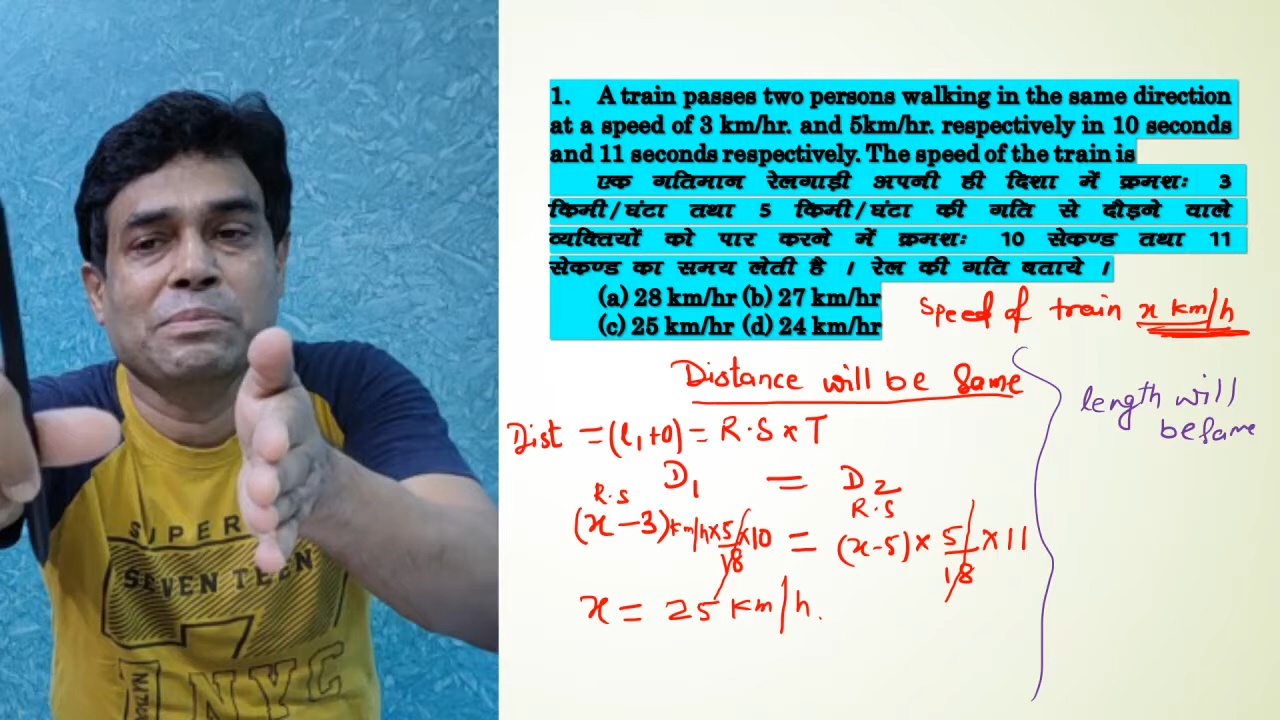 1. A train passes two persons walking in the same direction
at a speed of 3 km/hr. and 5km/hr. respectively in 10 seconds
and 11 seconds respectively. The speed of the train is
एक गतिमान रेलगाड़ी अपनी ही दिशा में क्रमशः 3
किमी/घंटा तथा 5 किमी/घंटा की गति से दौड़ने वाले
व्यक्तियों को पार करने में क्रमशः 10 सेकण्ड तथा 11
सेकण्ड का समय लेती है । रेल की गति बताये ।
(a) 28 km/hr (b) 27 km/hr
(c) 25 km/hr (d) 24 km/hr
Speed of train x km/h
Distance will be Same
Dist = (l₁+0) = R.S x T
D₁ = D₂
R.S R.S
(x-3)km/h×5/18×10 = (x-5)× 5/18 ×11
x = 25 km/h.
length will
be same
SUPER
SEVEN TEEN
7
NYC